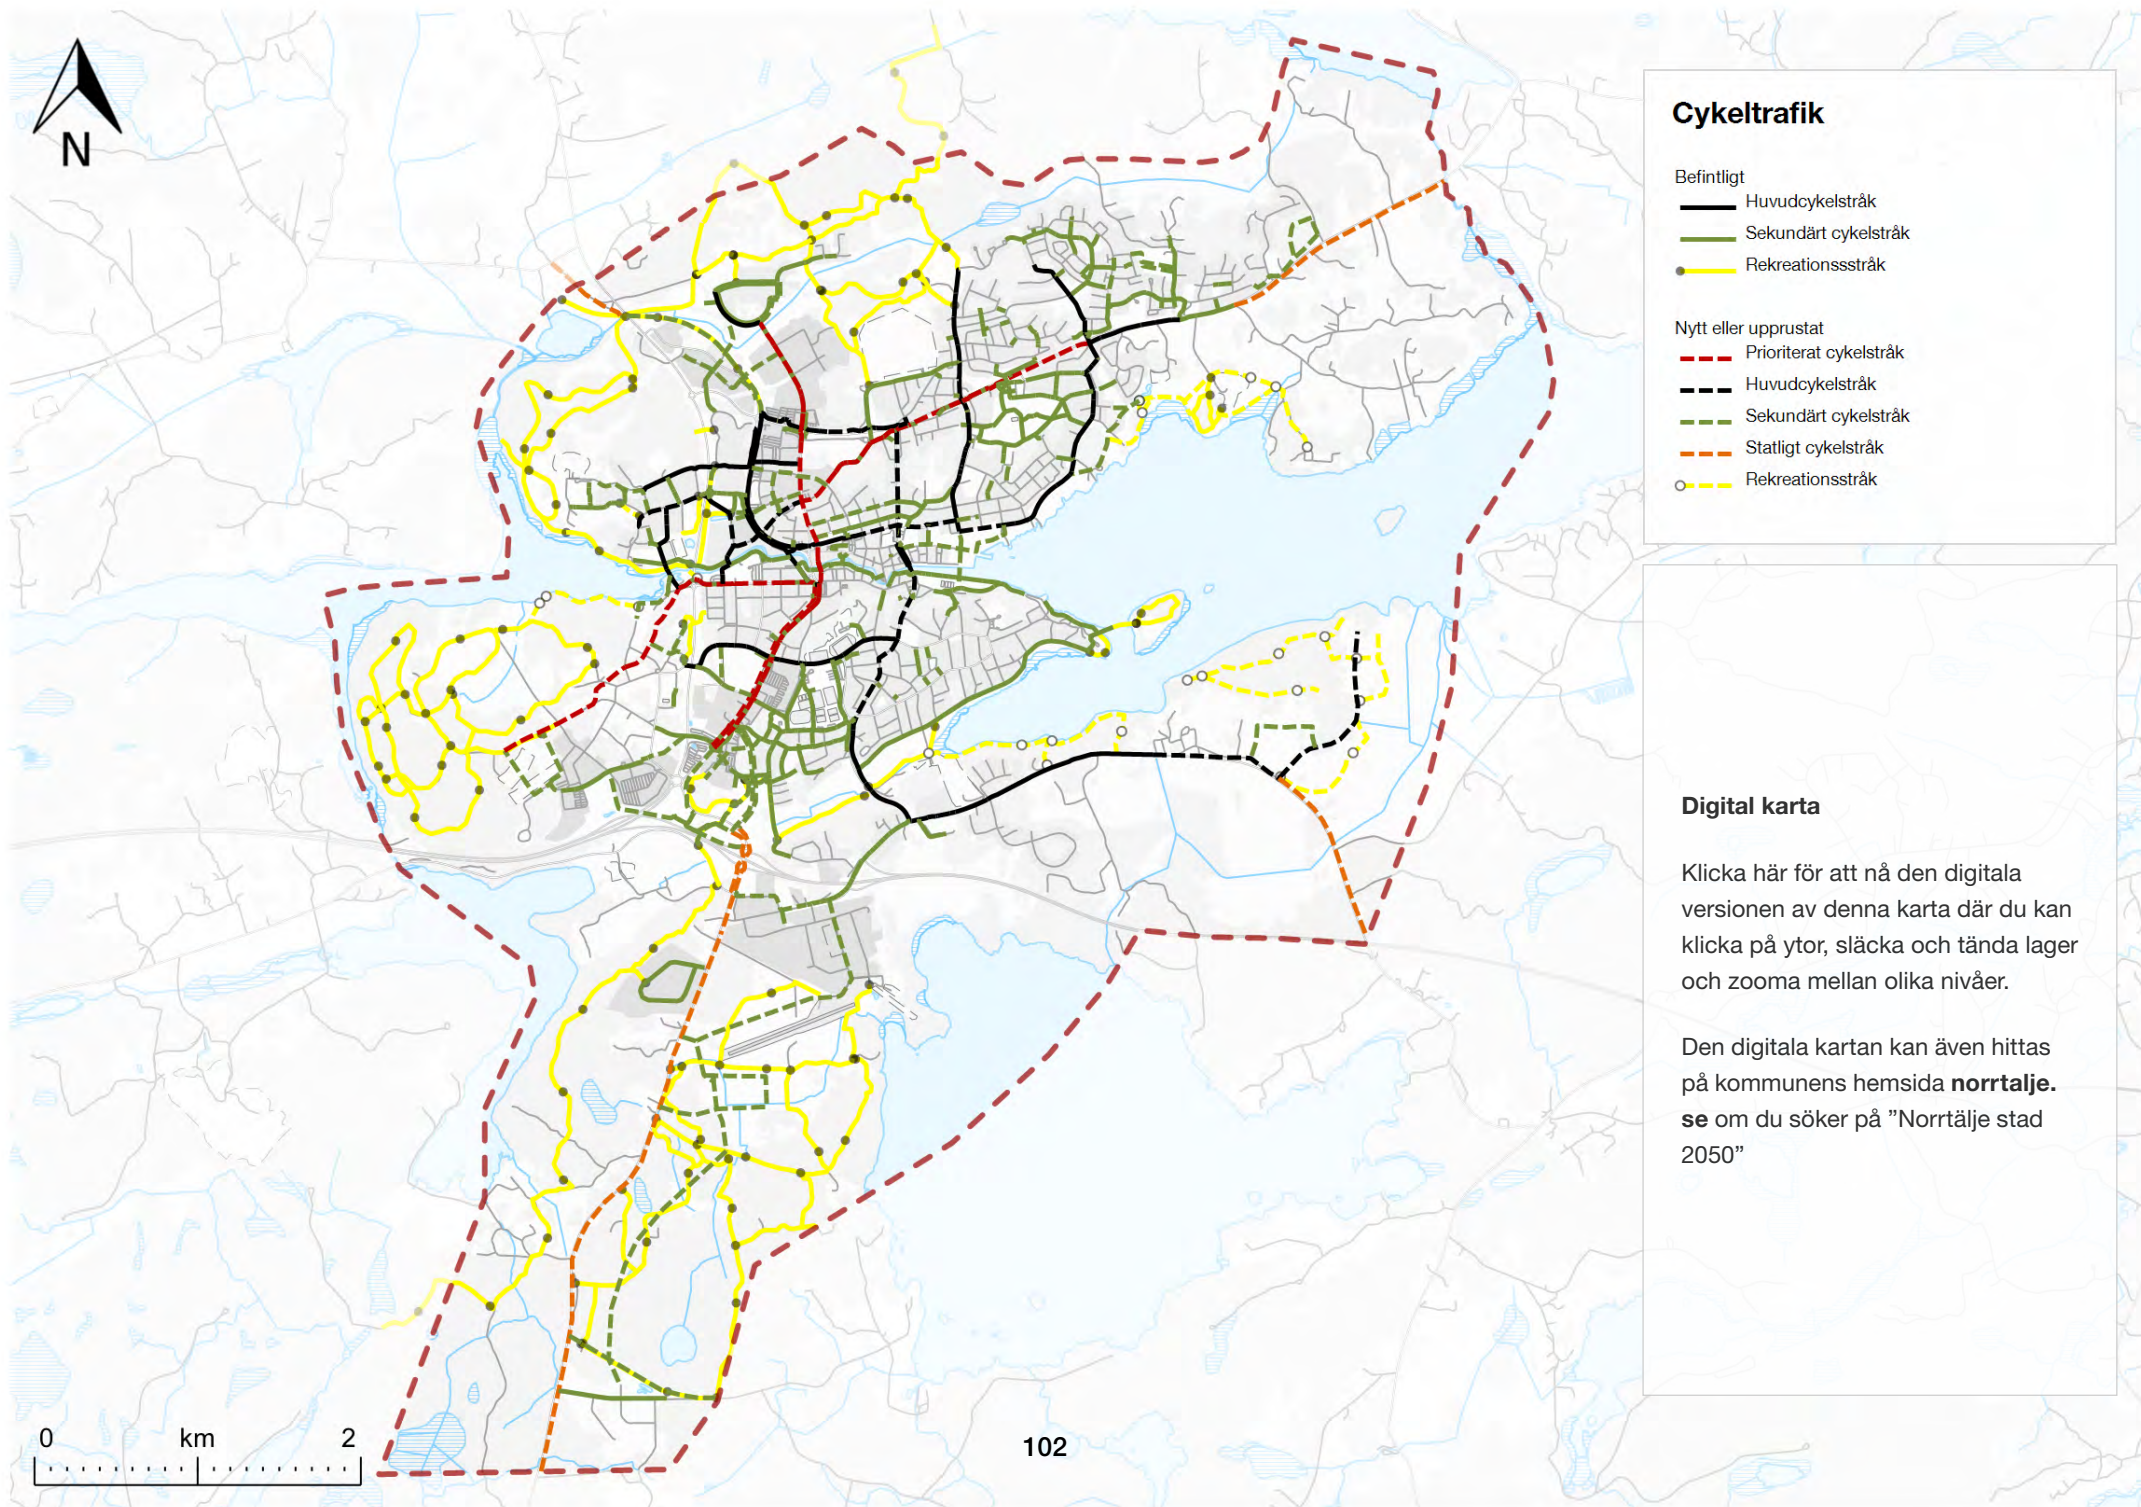 N
Cykeltrafik
Befintligt
Huvudcykelstråk
Sekundärt cykelstråk
Rekreationssstråk
Nytt eller upprustat
Prioriterat cykelstråk
Huvudcykelstråk
Sekundärt cykelstråk
Statligt cykelstråk
Rekreationsstråk
Digital karta
Klicka här för att nå den digitala
versionen av denna karta där du kan
klicka på ytor, släcka och tända lager
och zooma mellan olika nivåer.
Den digitala kartan kan även hittas
på kommunens hemsida norrtalje.
se om du söker på ”Norrtälje stad
2050”
0 km 2
102